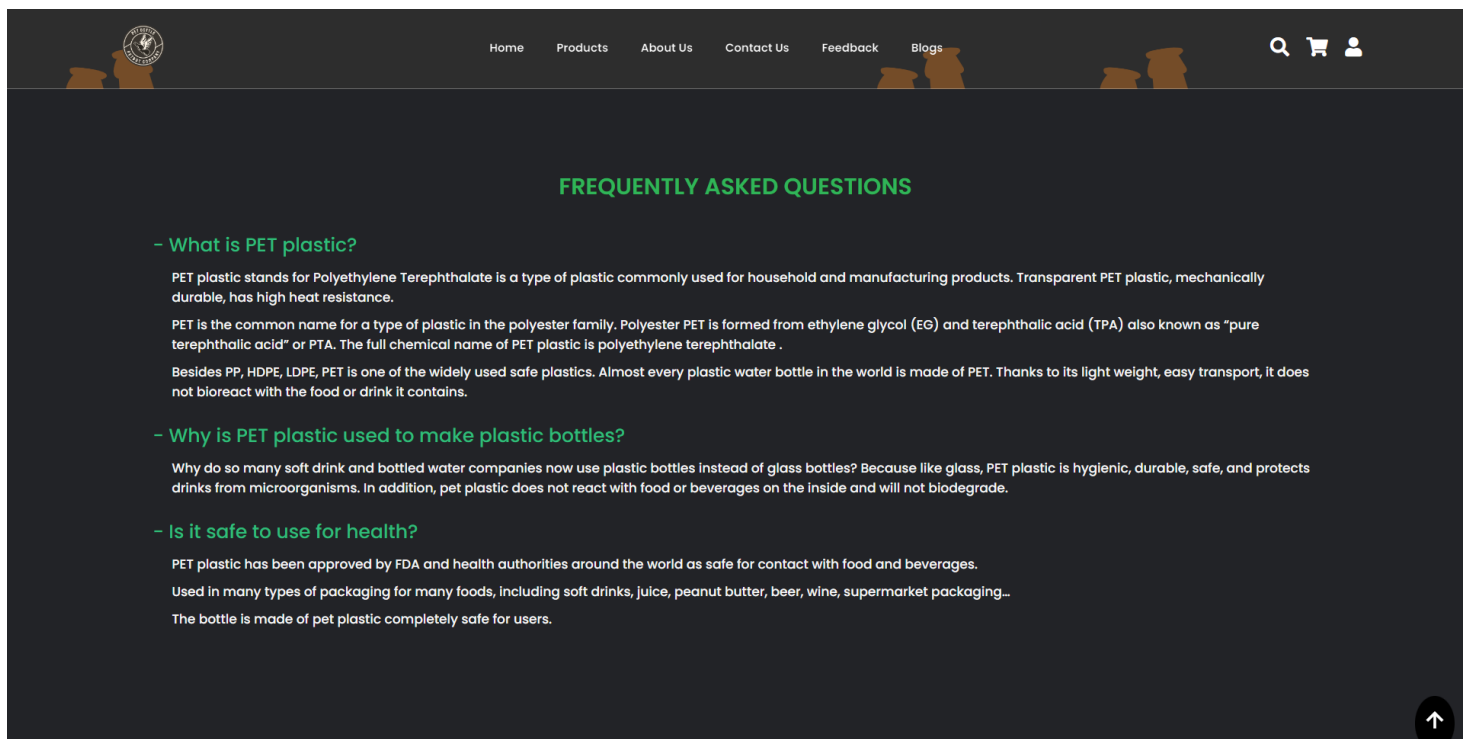 PET BOTTLE
PETNUT COMPANY
Home Products About Us Contact Us Feedback Blogs
FREQUENTLY ASKED QUESTIONS
- What is PET plastic?
PET plastic stands for Polyethylene Terephthalate is a type of plastic commonly used for household and manufacturing products. Transparent PET plastic, mechanically
durable, has high heat resistance.
PET is the common name for a type of plastic in the polyester family. Polyester PET is formed from ethylene glycol (EG) and terephthalic acid (TPA) also known as “pure
terephthalic acid” or PTA. The full chemical name of PET plastic is polyethylene terephthalate .
Besides PP, HDPE, LDPE, PET is one of the widely used safe plastics. Almost every plastic water bottle in the world is made of PET. Thanks to its light weight, easy transport, it does
not bioreact with the food or drink it contains.
- Why is PET plastic used to make plastic bottles?
Why do so many soft drink and bottled water companies now use plastic bottles instead of glass bottles? Because like glass, PET plastic is hygienic, durable, safe, and protects
drinks from microorganisms. In addition, pet plastic does not react with food or beverages on the inside and will not biodegrade.
- Is it safe to use for health?
PET plastic has been approved by FDA and health authorities around the world as safe for contact with food and beverages.
Used in many types of packaging for many foods, including soft drinks, juice, peanut butter, beer, wine, supermarket packaging…
The bottle is made of pet plastic completely safe for users.